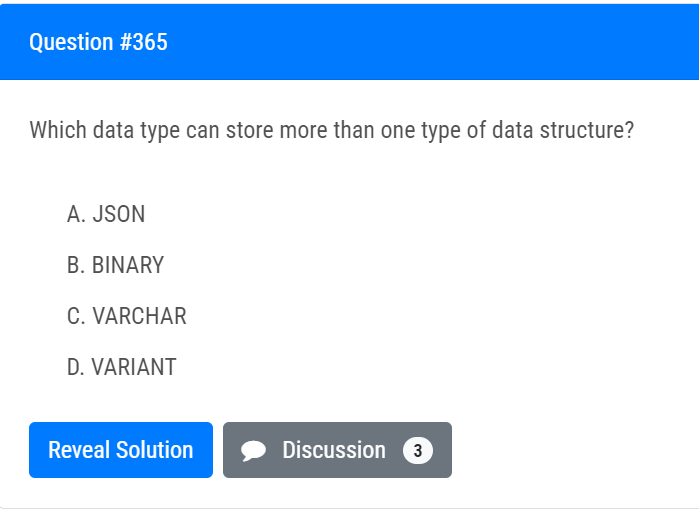 Question #365
Which data type can store more than one type of data structure?
A. JSON
B. BINARY
C. VARCHAR
D. VARIANT
Reveal Solution
Discussion 3